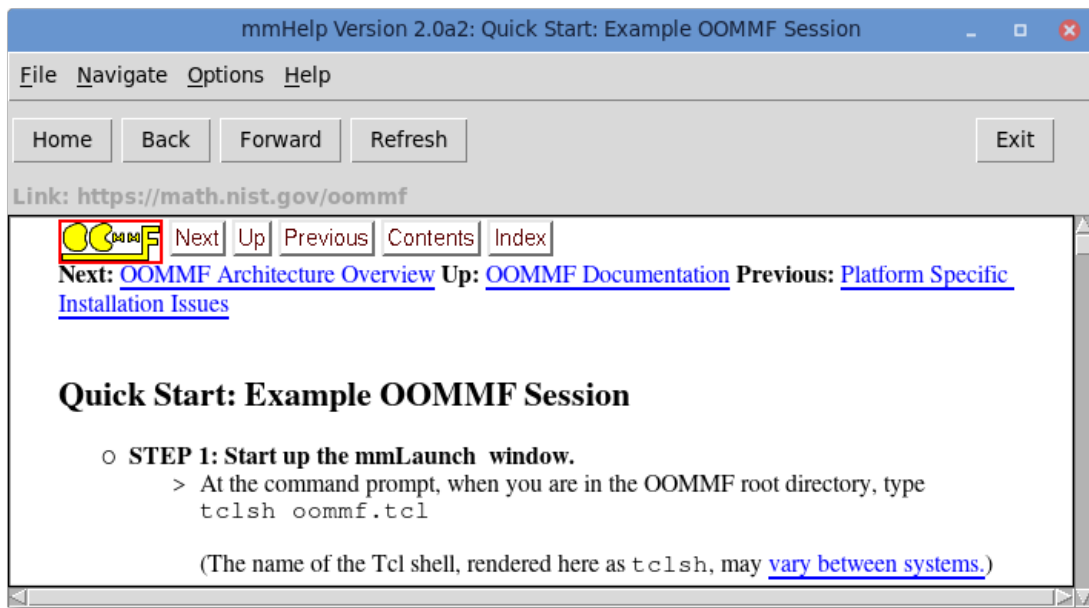 mmHelp Version 2.0a2: Quick Start: Example OOMMF Session
File Navigate Options Help
Home Back Forward Refresh Exit
Link: https://math.nist.gov/oommf
OOMMF Next Up Previous Contents Index
Next: OOMMF Architecture Overview Up: OOMMF Documentation Previous: Platform Specific
Installation Issues
Quick Start: Example OOMMF Session
STEP 1: Start up the mmLaunch window.
> At the command prompt, when you are in the OOMMF root directory, type
tclsh oommf.tcl
(The name of the Tcl shell, rendered here as tclsh, may vary between systems.)